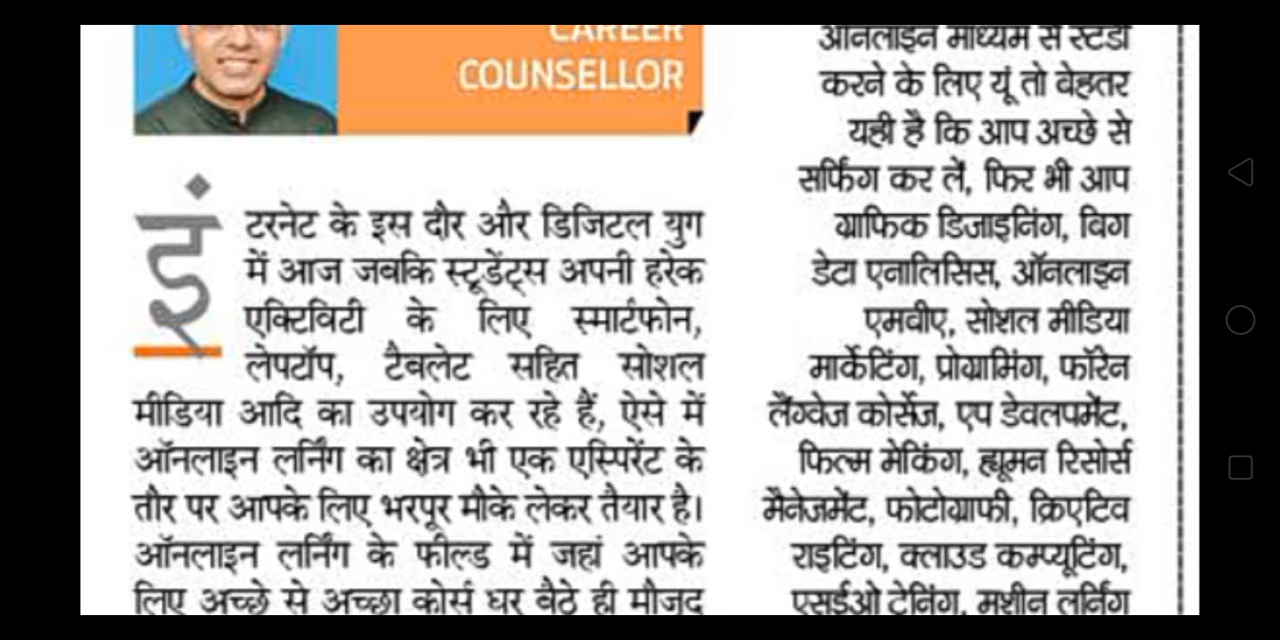 CAREER
COUNSELLOR
इंटरनेट के इस दौर और डिजिटल युग
में आज जबकि स्टूडेंट्स अपनी हरेक
एक्टिविटी के लिए स्मार्टफोन,
लेपटॉप, टैबलेट सहित सोशल
मीडिया आदि का उपयोग कर रहे हैं, ऐसे में
ऑनलाइन लर्निंग का क्षेत्र भी एक एस्पिरेंट के
तौर पर आपके लिए भरपूर मौके लेकर तैयार है।
ऑनलाइन लर्निंग के फील्ड में जहां आपके
लिए अच्छे से अच्छा कोर्स घर बैठे ही मौजूद
ऑनलाइन माध्यम से स्टडी
करने के लिए यूं तो बेहतर
यही है कि आप अच्छे से
सर्फिंग कर लें, फिर भी आप
ग्राफिक डिजाइनिंग, विग
डेटा एनालिसिस, ऑनलाइन
एमबीए, सोशल मीडिया
मार्केटिंग, प्रोग्रामिंग, फॉरेन
लैंग्वेज कोर्सेज, एप डेवलपमेंट,
फिल्म मेकिंग, ह्यूमन रिसोर्स
मैनेजमेंट, फोटोग्राफी, क्रिएटिव
राइटिंग, क्लाउड कम्प्यूटिंग,
एसईओ ट्रेनिंग, मशीन लर्निंग